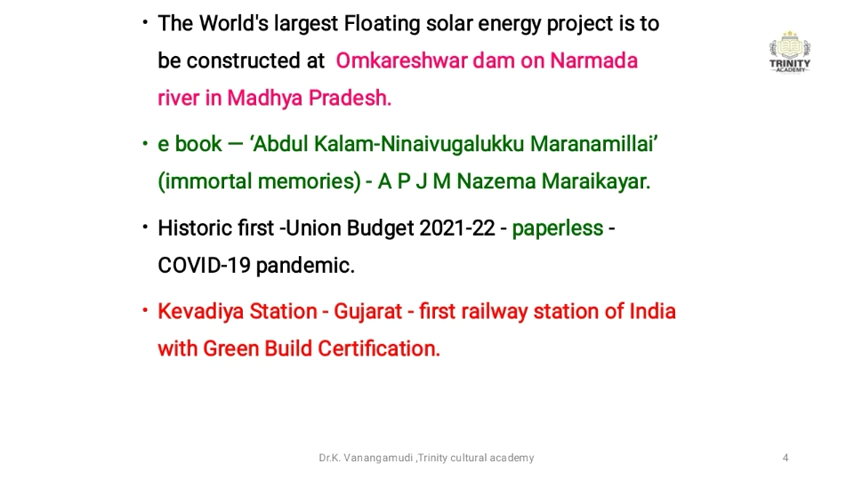 • The World's largest Floating solar energy project is to
be constructed at Omkareshwar dam on Narmada
river in Madhya Pradesh.
TRINITY
ACADEMY
• e book — ‘Abdul Kalam-Ninaivugalukku Maranamillai’
(immortal memories) - A P J M Nazema Maraikayar.
• Historic first -Union Budget 2021-22 - paperless -
COVID-19 pandemic.
• Kevadiya Station - Gujarat - first railway station of India
with Green Build Certification.
Dr.K. Vanangamudi ,Trinity cultural academy
4